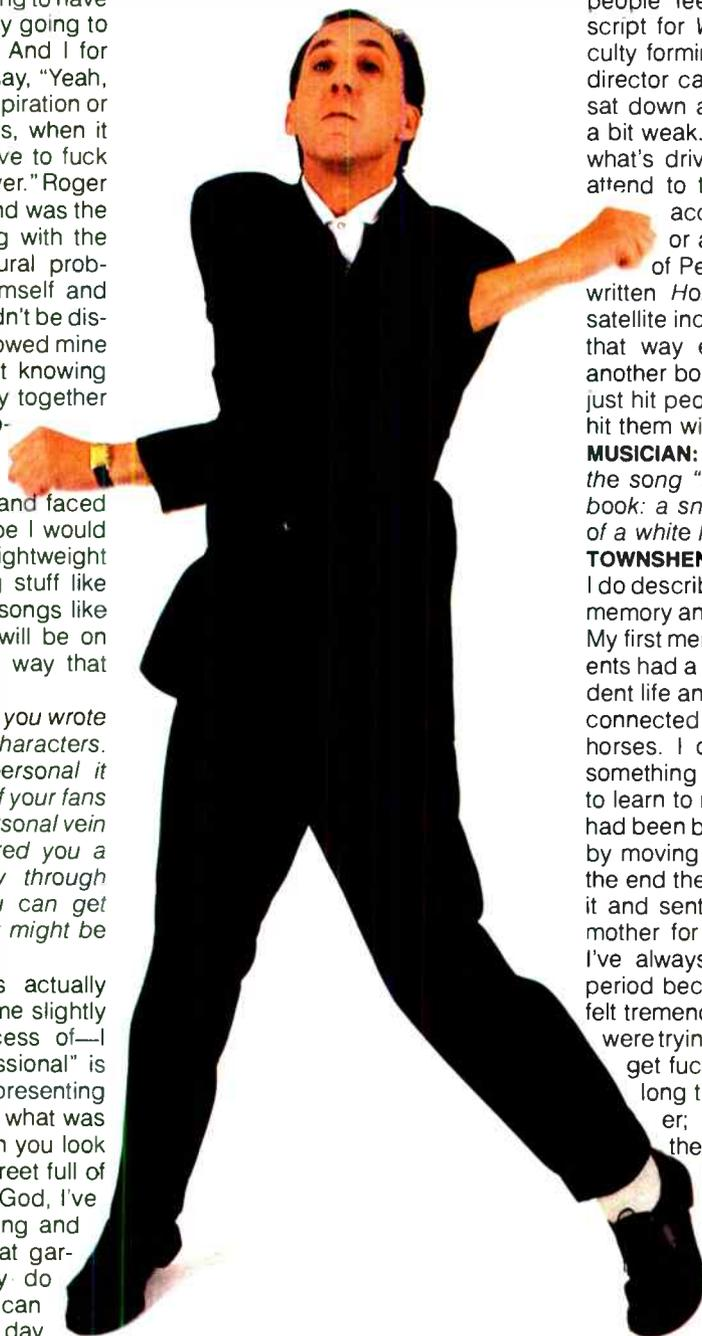 ng to have
y going to
And I for
say, “Yeah,
piration or
s, when it
ve to fuck
ver.” Roger
nd was the
g with the
ural prob-
mself and
dn't be dis-
owed mine
t knowing
y together
o-
and faced
be I would
ightweight
g stuff like
songs like
will be on
way that
you wrote
haracters.
ersonal it
f your fans
sonal vein
red you a
y through
u can get
might be
s actually
me slightly
cess of—I
ssional” is
presenting
what was
n you look
reet full of
God, I've
ng and
at gar-
y do
can
day
people fee
script for W
culty formin
director ca
sat down a
a bit weak.
what's driv
attend to t
acc
or a
of Pe
written Ho
satellite ind
that way e
another bo
just hit peo
hit them wi
MUSICIAN:
the song “
book: a sn
of a white h
TOWNSHEN
I do describ
memory an
My first mem
ents had a
dent life an
connected
horses. I c
something
to learn to r
had been b
by moving
the end the
it and sent
mother for
I've always
period bec
felt tremend
were tryin
get fuc
long t
er;
the